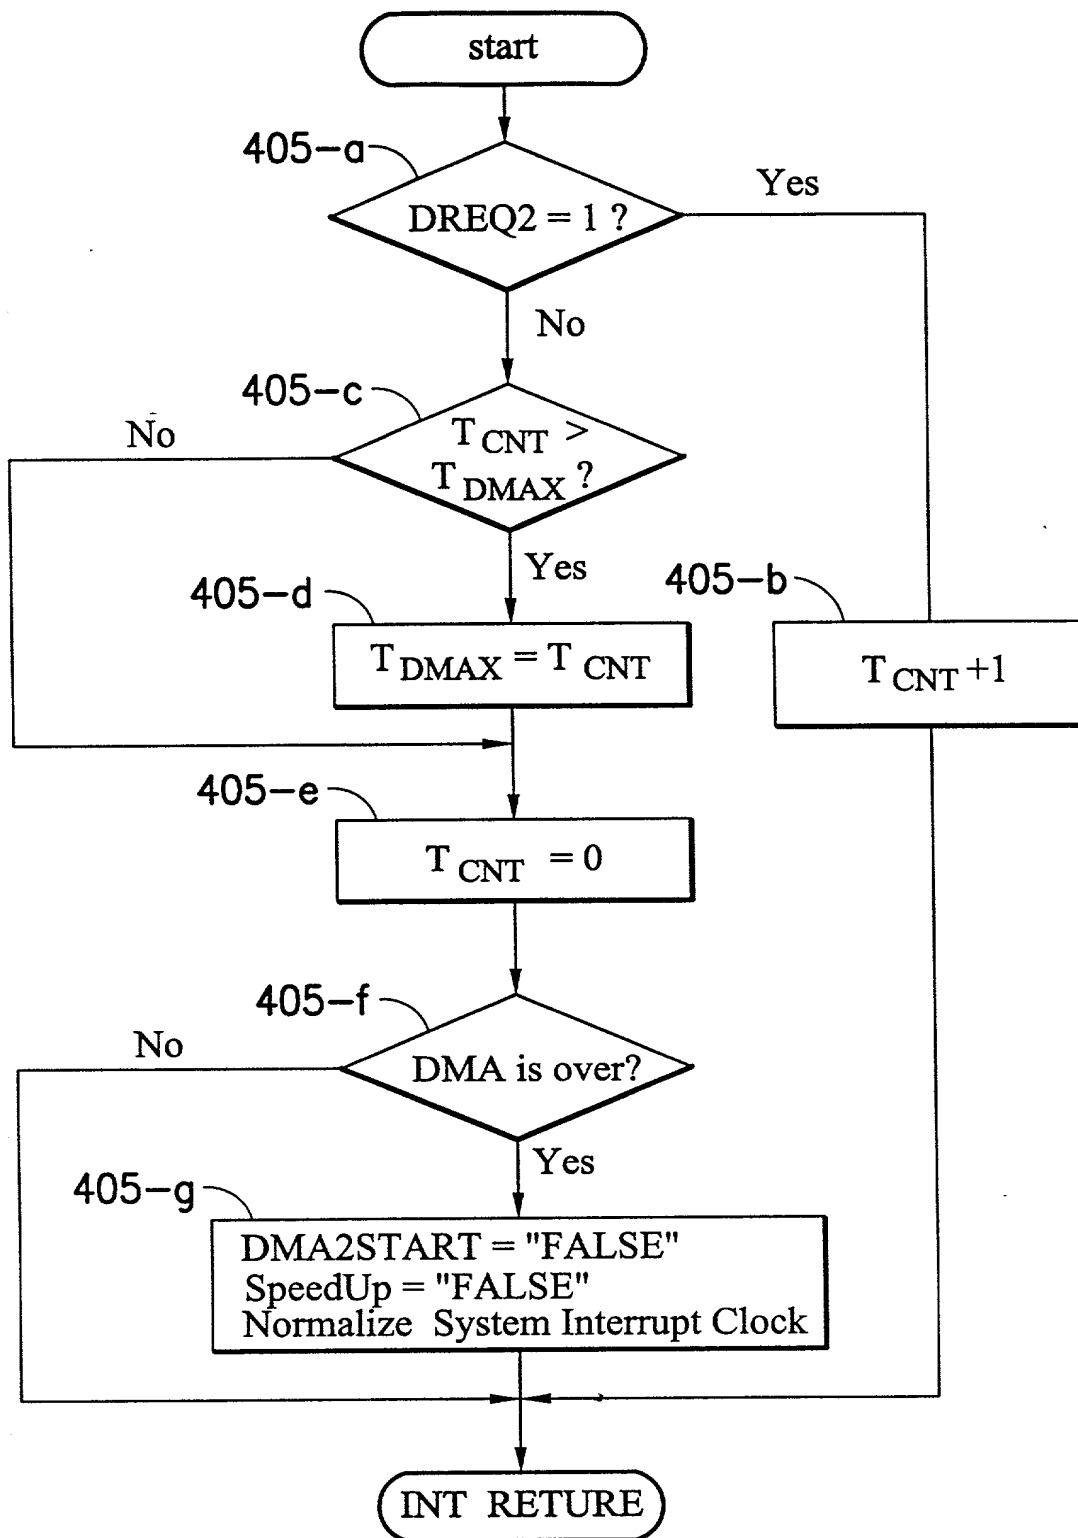 start
405-a
DREQ2 = 1 ?
Yes
No
405-c
No
T CNT >
T DMAX ?
Yes
405-d
405-b
T DMAX = T CNT
T CNT +1
405-e
T CNT = 0
405-f
No
DMA is over?
Yes
405-g
DMA2START = "FALSE"
SpeedUp = "FALSE"
Normalize System Interrupt Clock
INT RETURE